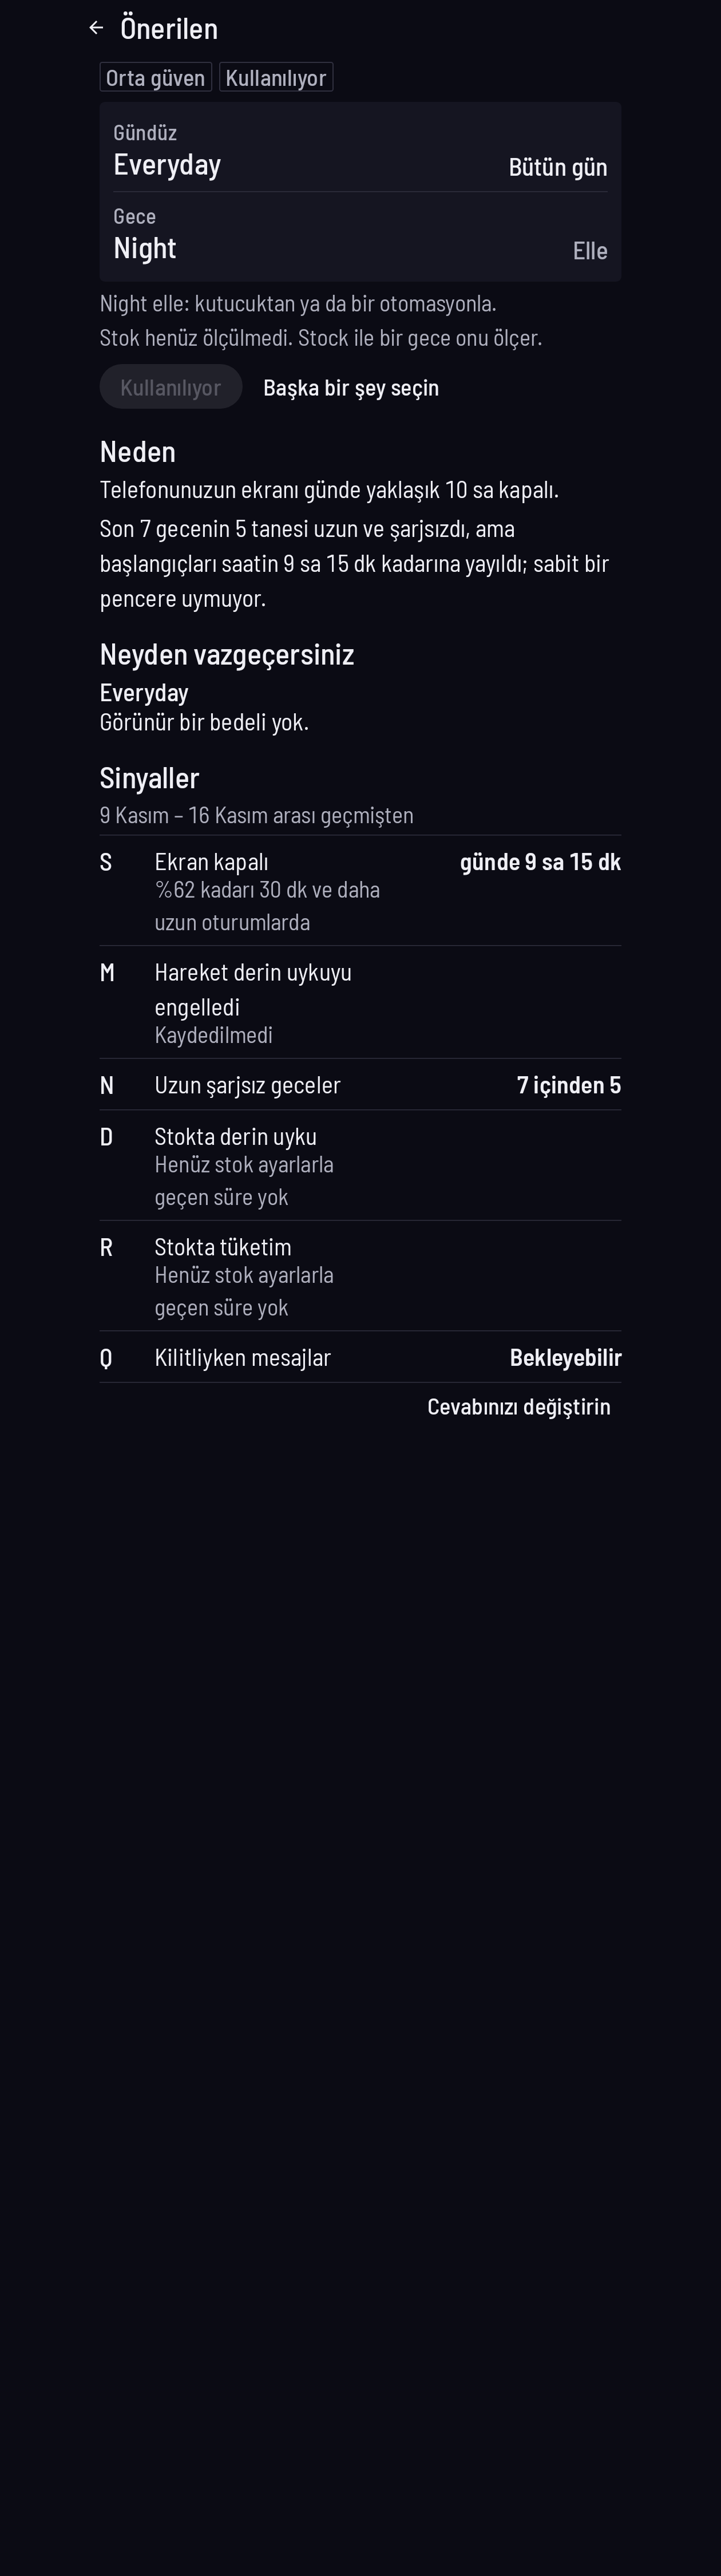 Önerilen
Orta güven
Kullanılıyor
Gündüz
Everyday
Bütün gün
Gece
Night
Elle
Night elle: kutucuktan ya da bir otomasyonla.
Stok henüz ölçülmedi. Stock ile bir gece onu ölçer.
Kullanılıyor
Başka bir şey seçin
Neden
Telefonunuzun ekranı günde yaklaşık 10 sa kapalı.
Son 7 gecenin 5 tanesi uzun ve şarjsızdı, ama
başlangıçları saatin 9 sa 15 dk kadarına yayıldı; sabit bir
pencere uymuyor.
Neyden vazgeçersiniz
Everyday
Görünür bir bedeli yok.
Sinyaller
9 Kasım – 16 Kasım arası geçmişten
S
Ekran kapalı
günde 9 sa 15 dk
%62 kadarı 30 dk ve daha
uzun oturumlarda
M
Hareket derin uykuyu
engelledi
Kaydedilmedi
N
Uzun şarjsız geceler
7 içinden 5
D
Stokta derin uyku
Henüz stok ayarlarla
geçen süre yok
R
Stokta tüketim
Henüz stok ayarlarla
geçen süre yok
Q
Kilitliyken mesajlar
Bekleyebilir
Cevabınızı değiştirin